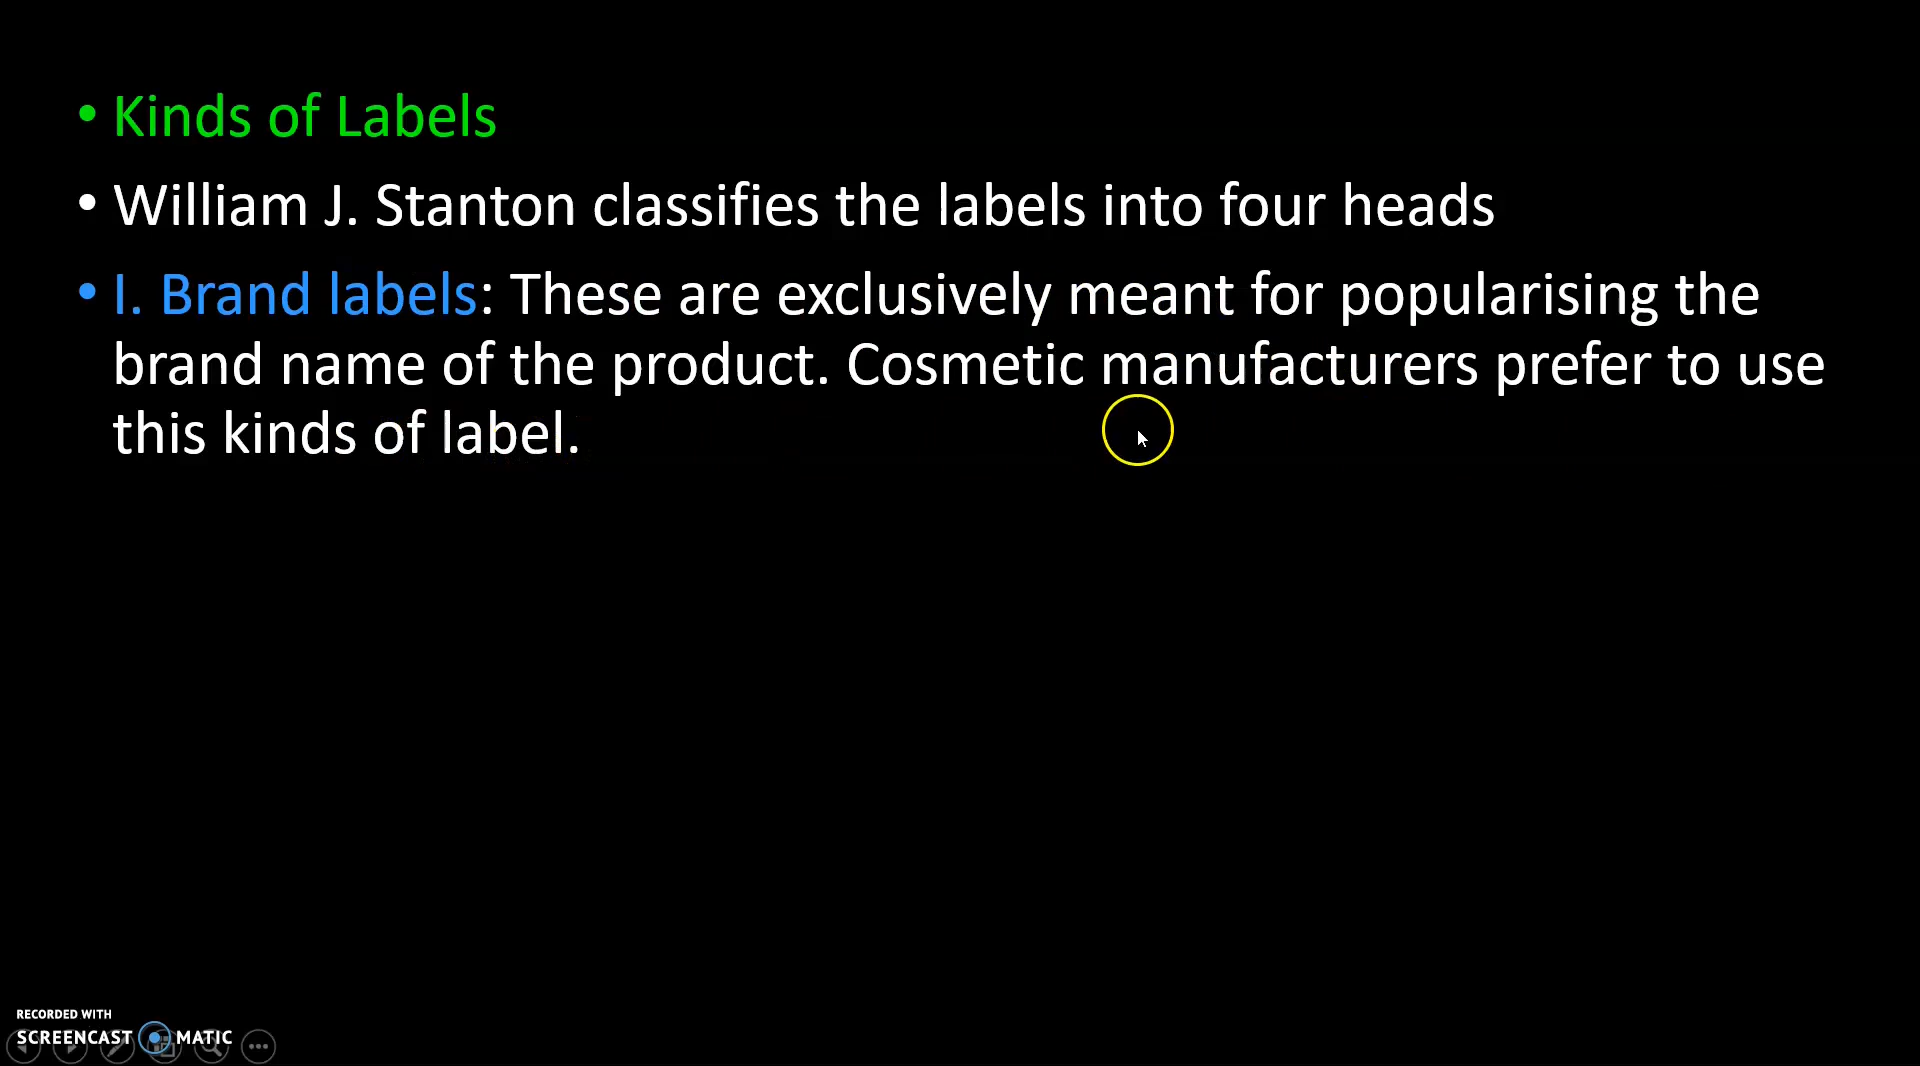 • Kinds of Labels
• William J. Stanton classifies the labels into four heads
• I. Brand labels: These are exclusively meant for popularising the
brand name of the product. Cosmetic manufacturers prefer to use
this kinds of label.
RECORDED WITH
SCREENCAST MATIC